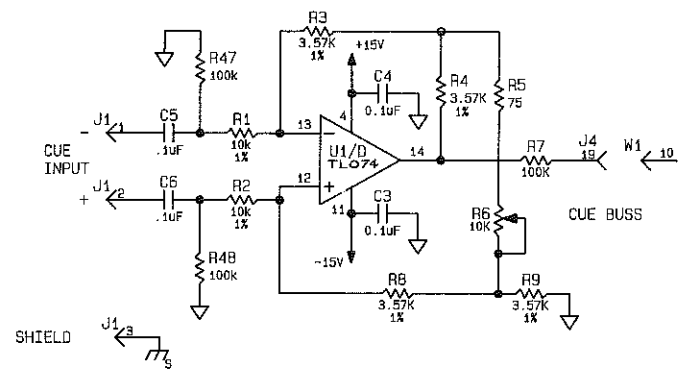 R3
3.57K
1%
+15V
R47
100k
C4
0.1uF
R4
3.57K
1%
R5
75
J1
1
C5
.1uF
R1
10k
1%
13
4
−
U1/D
TL074
14
R7
100K
J4
19
W1
10
−
CUE
INPUT
+
J1
2
C6
.1uF
R2
10k
1%
12
+
11
C3
0.1uF
R6
10K
CUE BUSS
R48
100k
-15V
R8
3.57K
1%
R9
3.57K
1%
SHIELD
J1
3
S